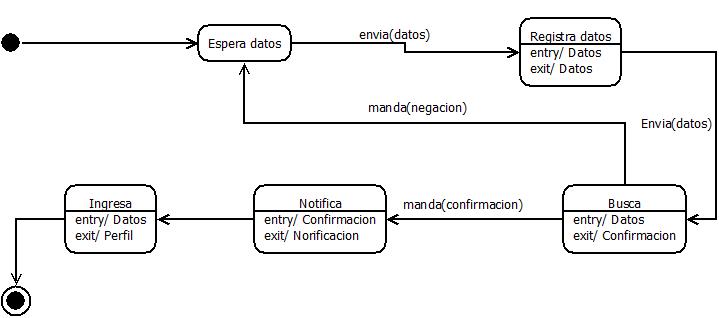 Espera datos
envia(datos)
Registra datos
entry/ Datos
exit/ Datos
manda(negacion)
Envia(datos)
Ingresa
entry/ Datos
exit/ Perfil
Notifica
entry/ Confirmacion
exit/ Norificacion
manda(confirmacion)
Busca
entry/ Datos
exit/ Confirmacion